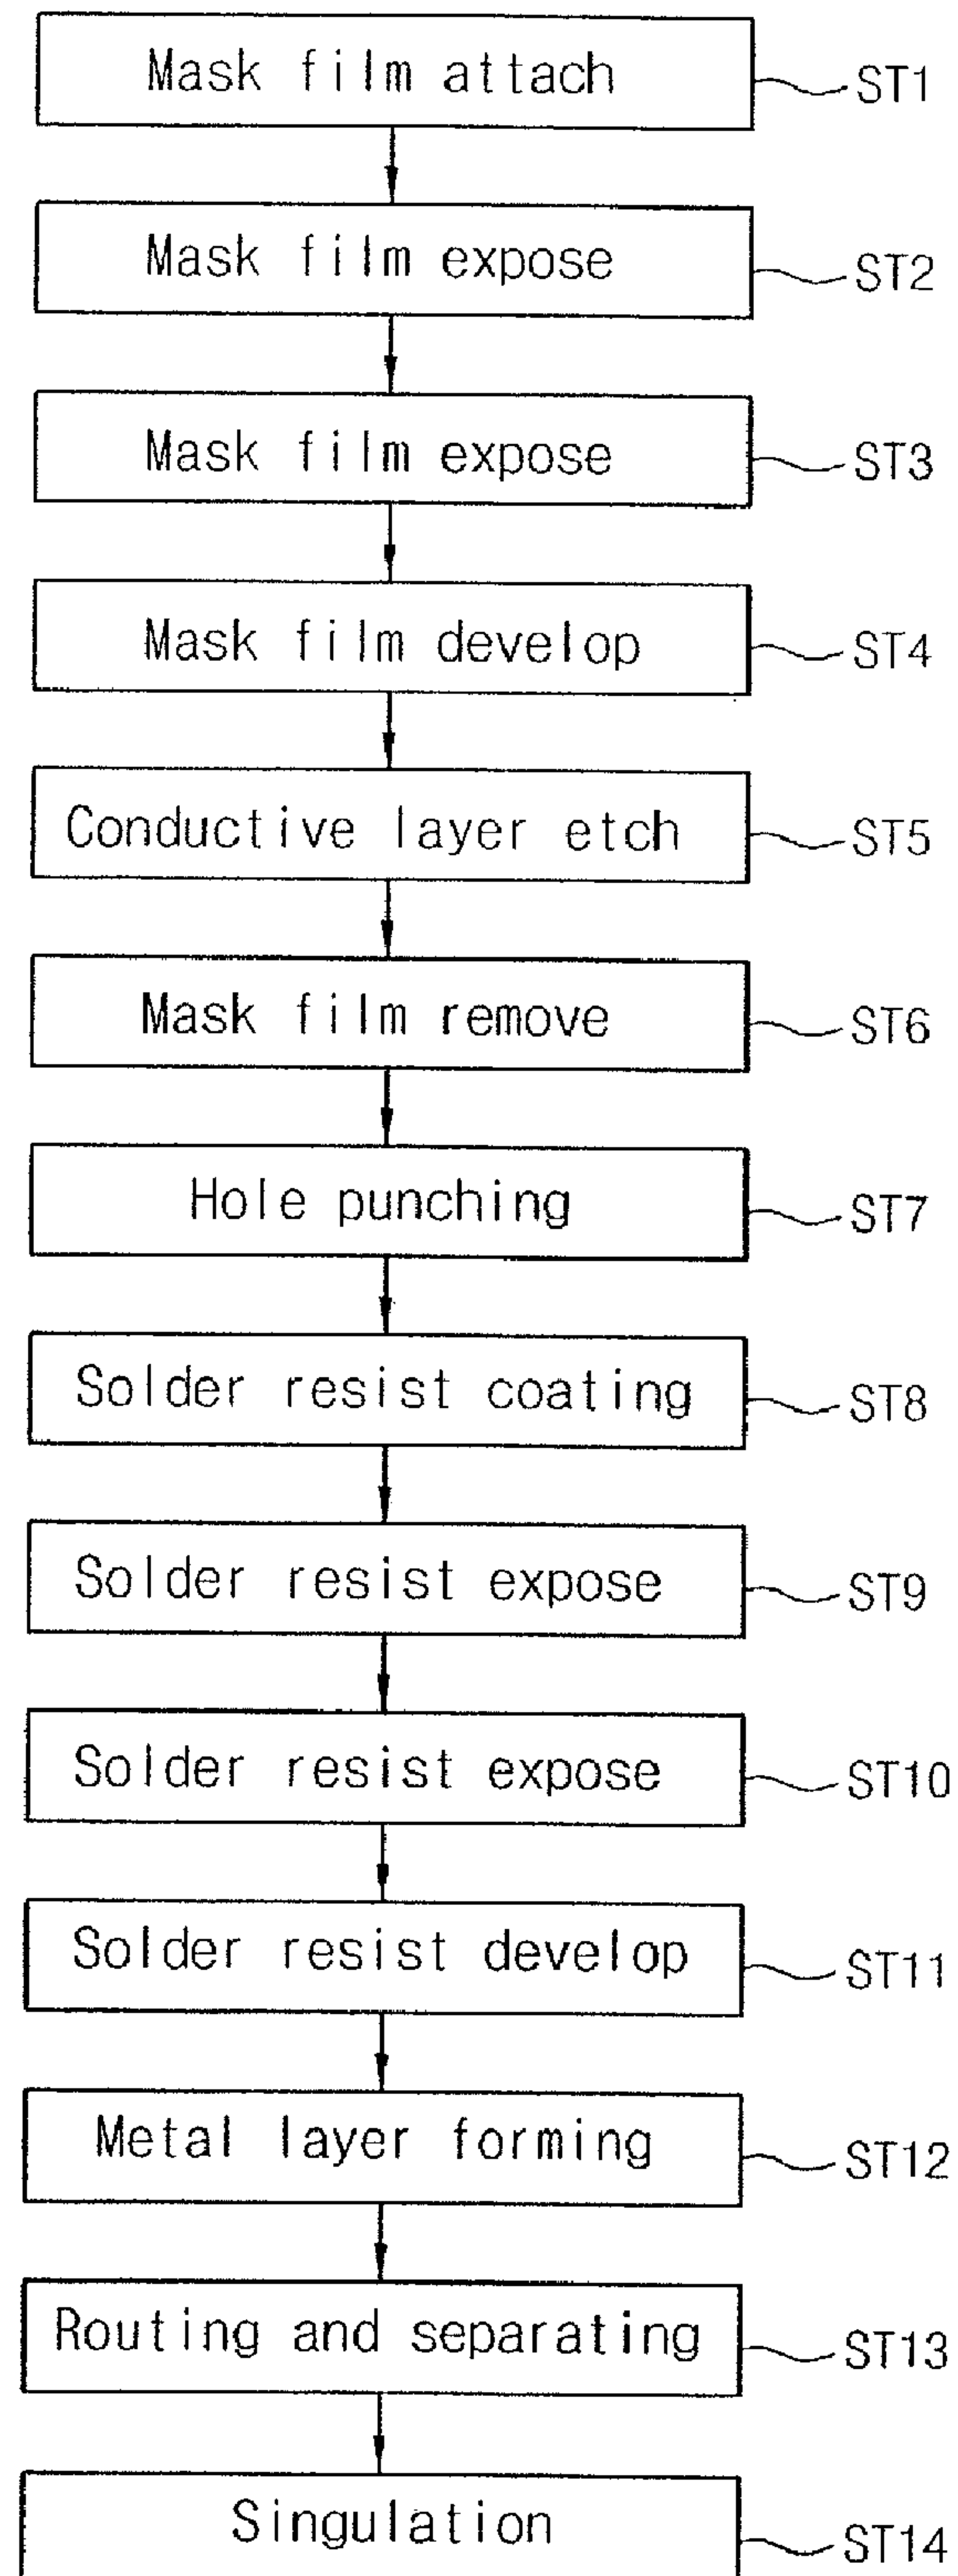 Mask film attach ST1
Mask film expose ST2
Mask film expose ST3
Mask film develop ST4
Conductive layer etch ST5
Mask film remove ST6
Hole punching ST7
Solder resist coating ST8
Solder resist expose ST9
Solder resist expose ST10
Solder resist develop ST11
Metal layer forming ST12
Routing and separating ST13
Singulation ST14